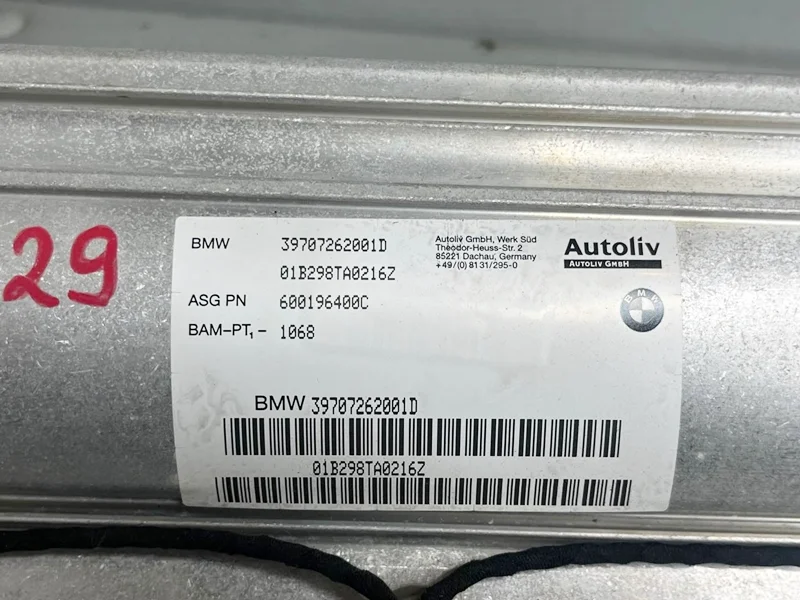 29
BMW 39707262001D
01B298TA0216Z
ASG PN 600196400C
BAM-PT₁- 1068
Autoliv GmbH, Werk Süd
Theodor-Heuss-Str. 2
85221 Dachau, Germany
+49/(0)8131/295-0
Autoliv
AUTOLIV GMBH
BMW
BMW 39707262001D
01B298TA0216Z